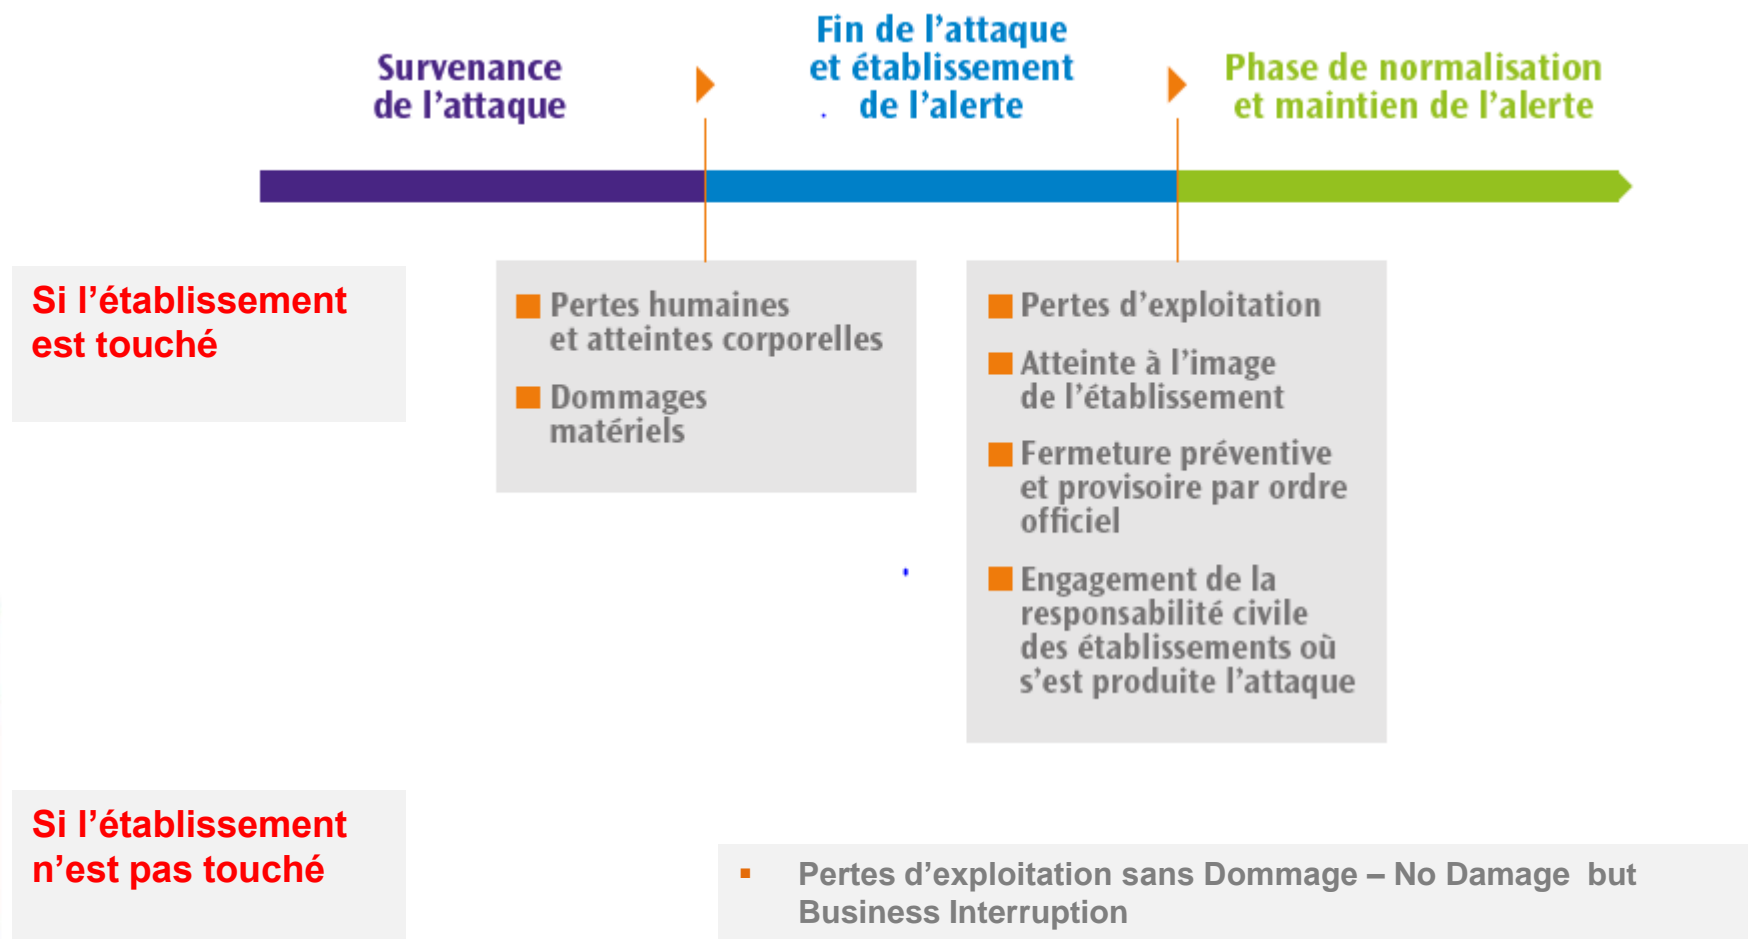 Survenance
de l’attaque
Fin de l’attaque
et établissement
de l’alerte
Phase de normalisation
et maintien de l’alerte
Si l’établissement
est touché
Pertes humaines
et atteintes corporelles
Dommages
matériels
Pertes d’exploitation
Atteinte à l’image
de l’établissement
Fermeture préventive
et provisoire par ordre
officiel
Engagement de la
responsabilité civile
des établissements où
s’est produite l’attaque
Si l’établissement
n’est pas touché
Pertes d’exploitation sans Dommage – No Damage but
Business Interruption